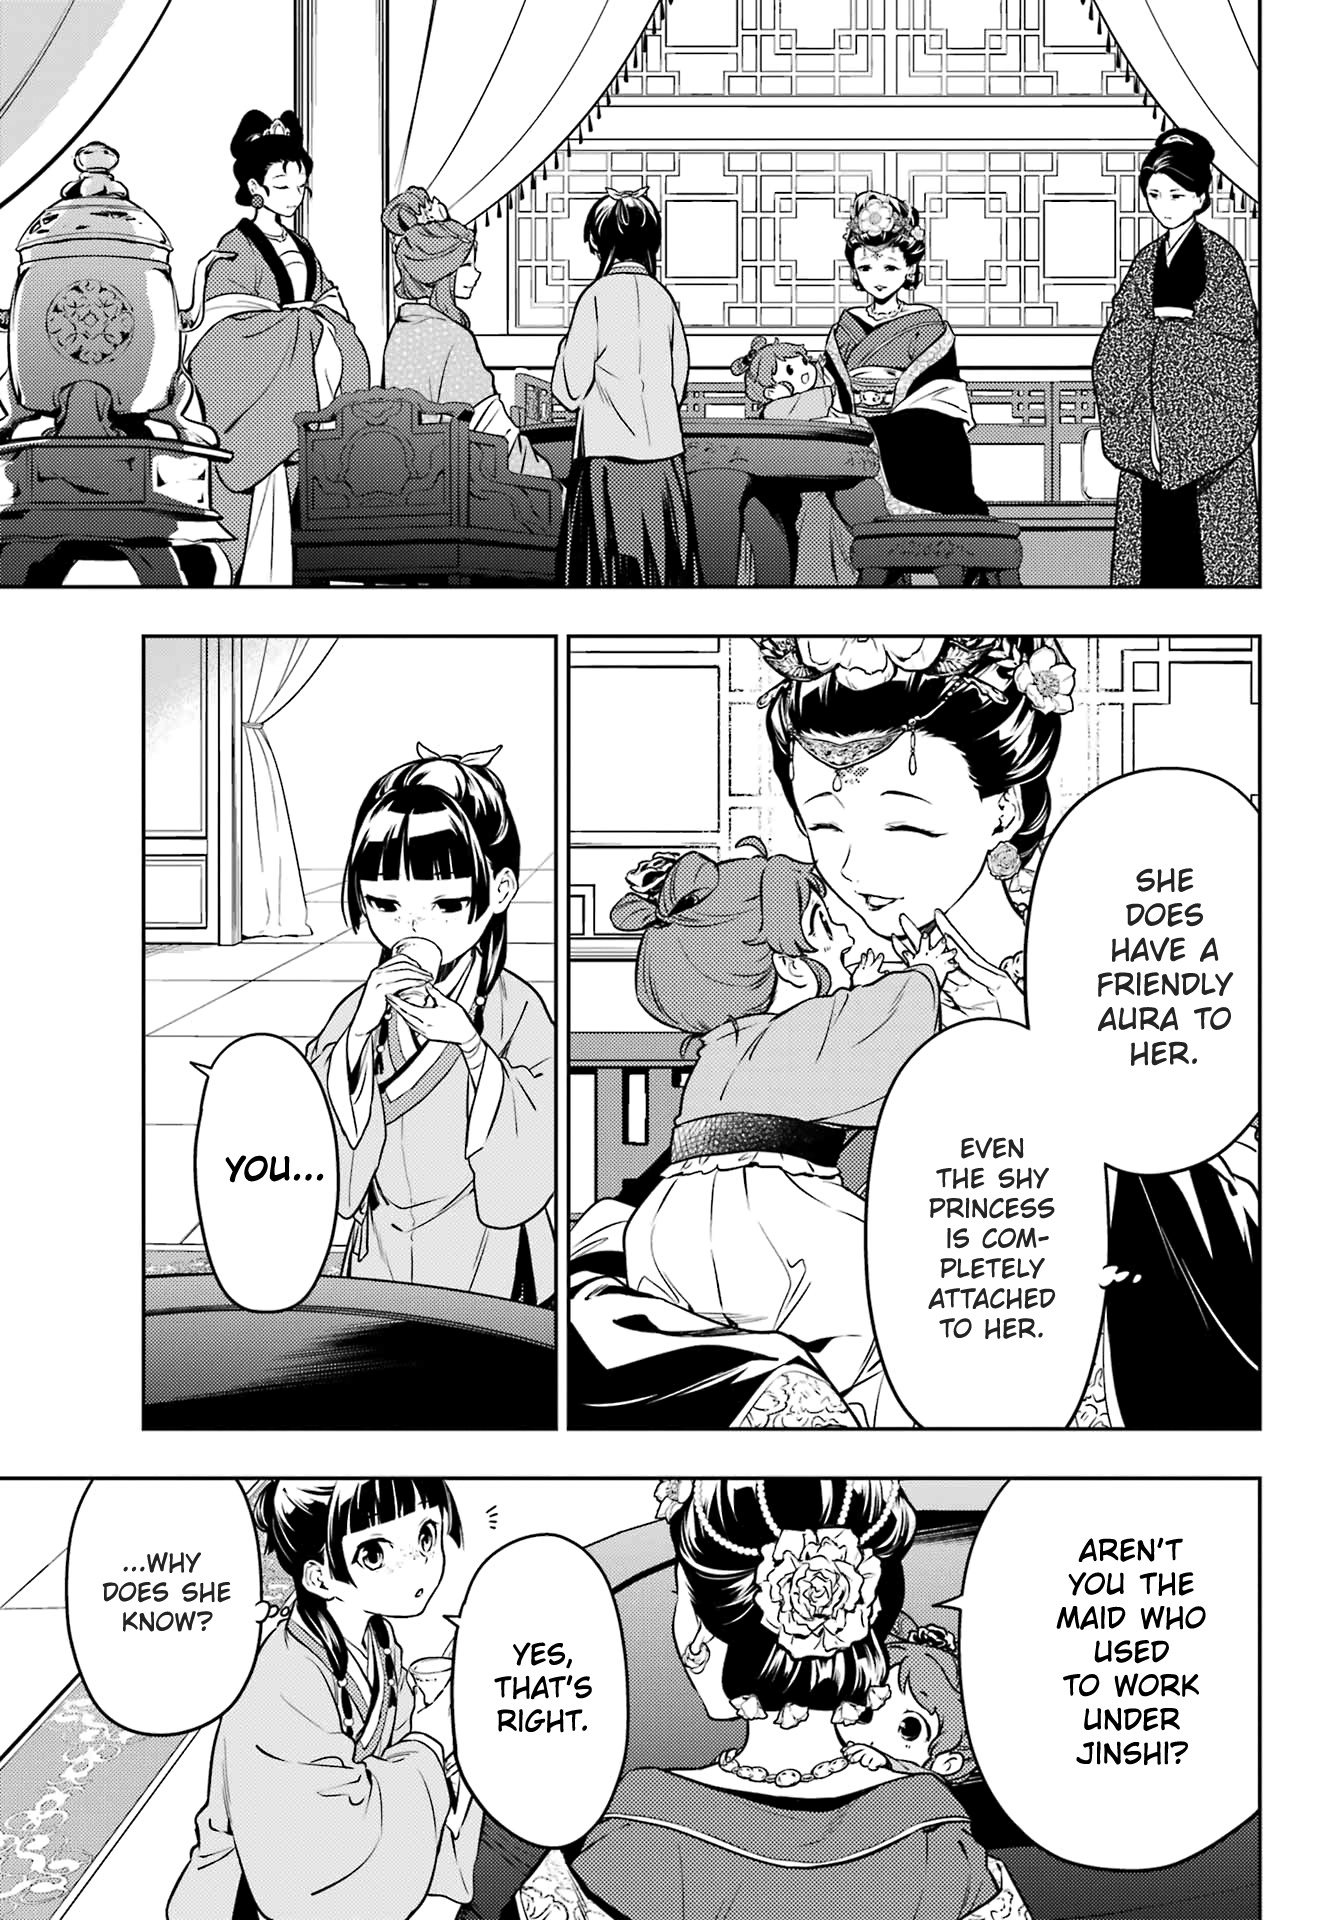 SHE
DOES
HAVE A
FRIENDLY
AURA TO
HER.
EVEN
THE SHY
PRINCESS
IS COM-
PLETELY
ATTACHED
TO HER.
YOU...
AREN'T
YOU THE
MAID WHO
USED
TO WORK
UNDER
JINSHI?
YES,
THAT'S
RIGHT.
...WHY
DOES SHE
KNOW?